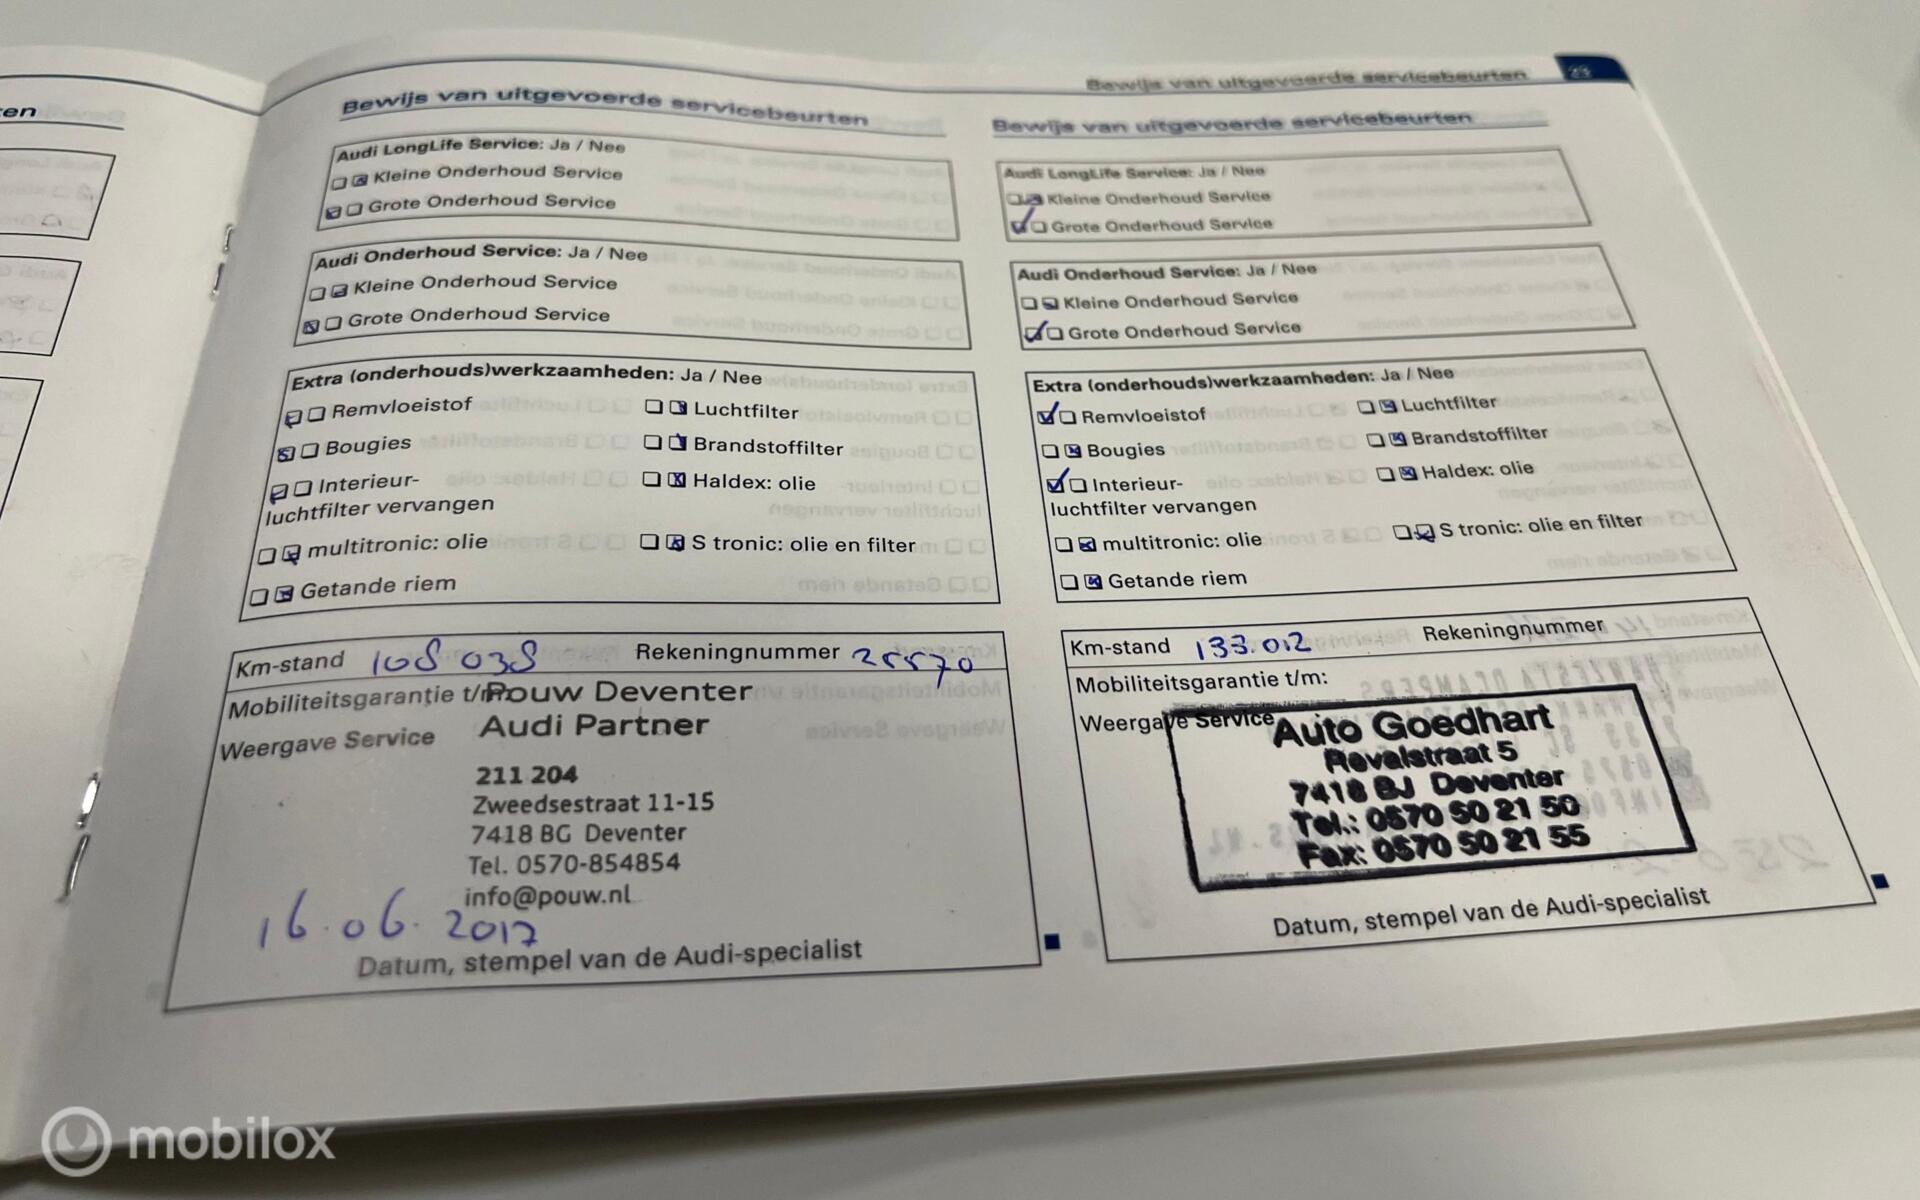 en
Bewijs van uitgevoerde servicebeurten 23
Bewijs van uitgevoerde servicebeurten
Audi LongLife Service: Ja / Nee
Kleine Onderhoud Service
Grote Onderhoud Service
Audi Onderhoud Service: Ja / Nee
Kleine Onderhoud Service
Grote Onderhoud Service
Extra (onderhouds)werkzaamheden: Ja / Nee
Remvloeistof Luchtfilter
Bougies Brandstoffilter
Interieur- Haldex: olie
luchtfilter vervangen
multitronic: olie S tronic: olie en filter
Getande riem
Km-stand 108 038 Rekeningnummer 25570
Mobiliteitsgarantie t/m: Pouw Deventer
Weergave Service Audi Partner
211 204
Zweedsestraat 11-15
7418 BG Deventer
Tel. 0570-854854
info@pouw.nl
16.06.2017
Datum, stempel van de Audi-specialist
Bewijs van uitgevoerde servicebeurten
Audi LongLife Service: Ja / Nee
Kleine Onderhoud Service
Grote Onderhoud Service
Audi Onderhoud Service: Ja / Nee
Kleine Onderhoud Service
Grote Onderhoud Service
Extra (onderhouds)werkzaamheden: Ja / Nee
Remvloeistof Luchtfilter
Bougies Brandstoffilter
Interieur- Haldex: olie
luchtfilter vervangen
multitronic: olie S tronic: olie en filter
Getande riem
Km-stand 133.012 Rekeningnummer
Mobiliteitsgarantie t/m:
Weergave Service
Auto Goedhart
Revelstraat 5
7418 BJ Deventer
Tel.: 0570 50 21 50
Fax: 0570 50 21 55
Datum, stempel van de Audi-specialist
mobilox